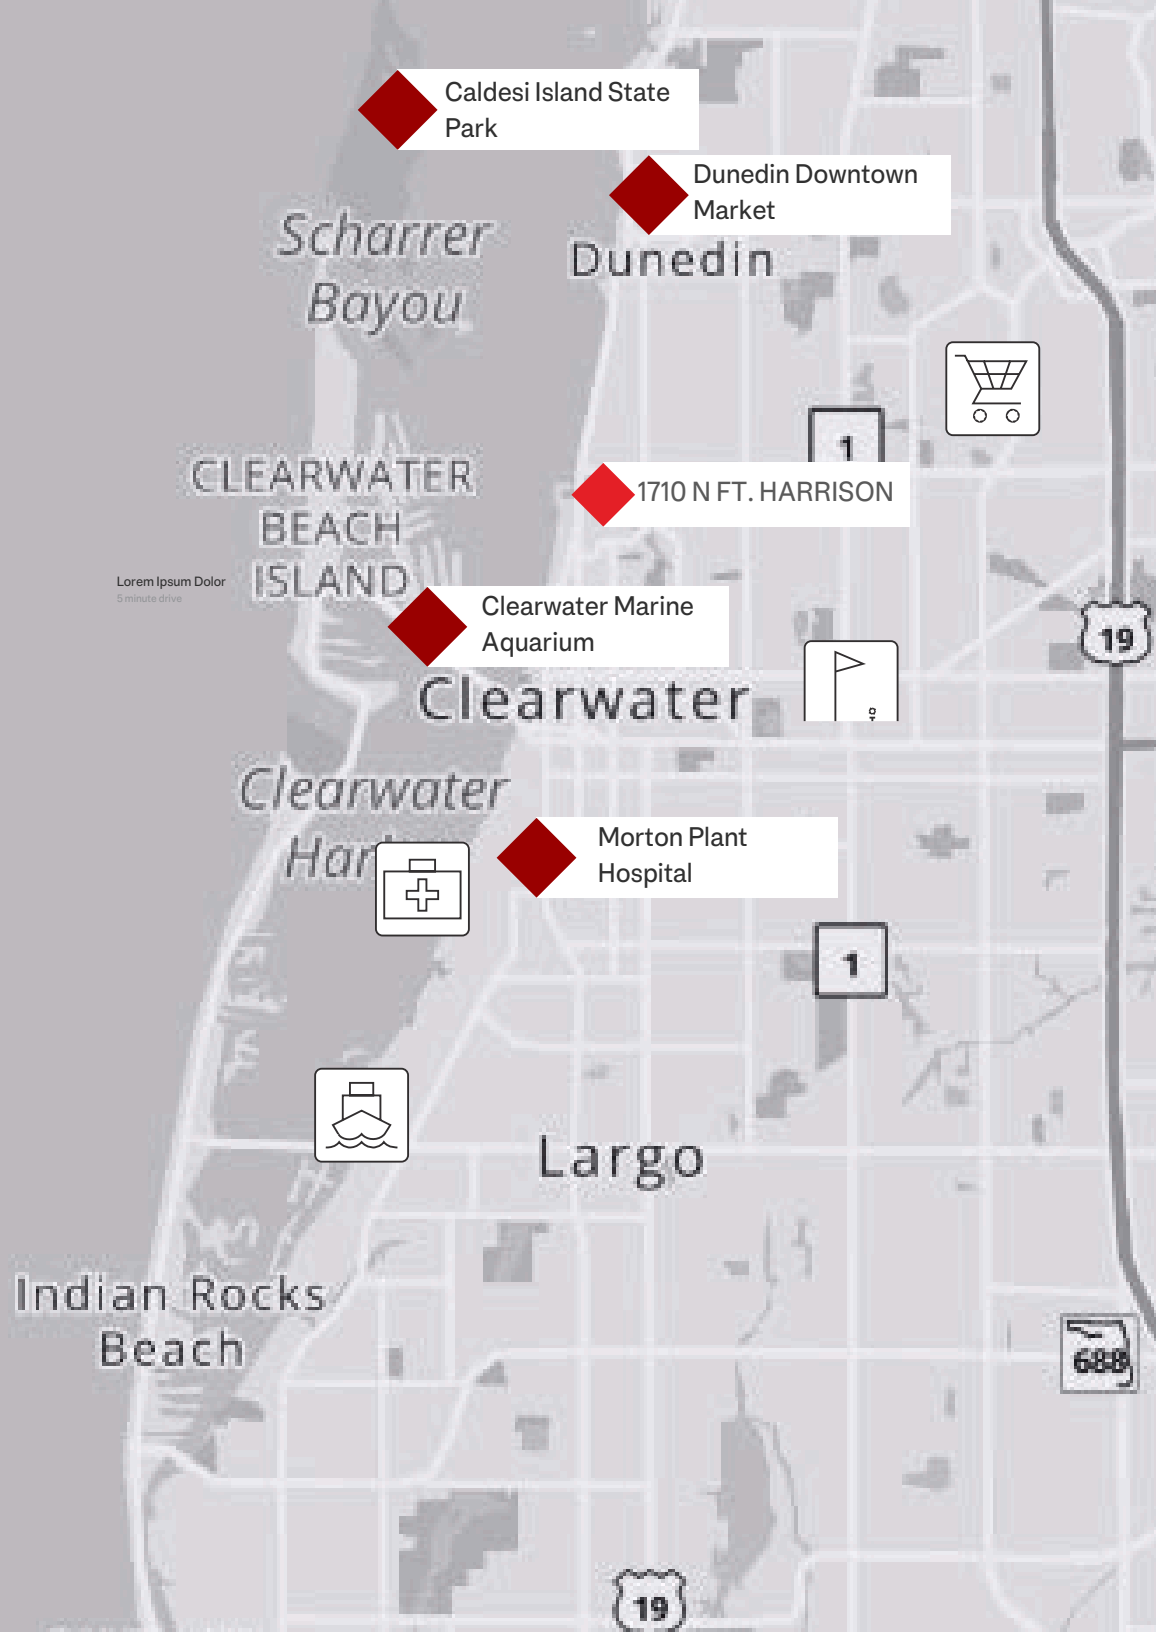 Caldesi Island State
Park
Dunedin Downtown
Market
Scharrer
Bayou
Dunedin
1
CLEARWATER
BEACH
ISLAND
1710 N FT. HARRISON
Lorem Ipsum Dolor
5 minute drive
Clearwater Marine
Aquarium
19
Clearwater
Clearwater
Har
Morton Plant
Hospital
1
Largo
Indian Rocks
Beach
688
19